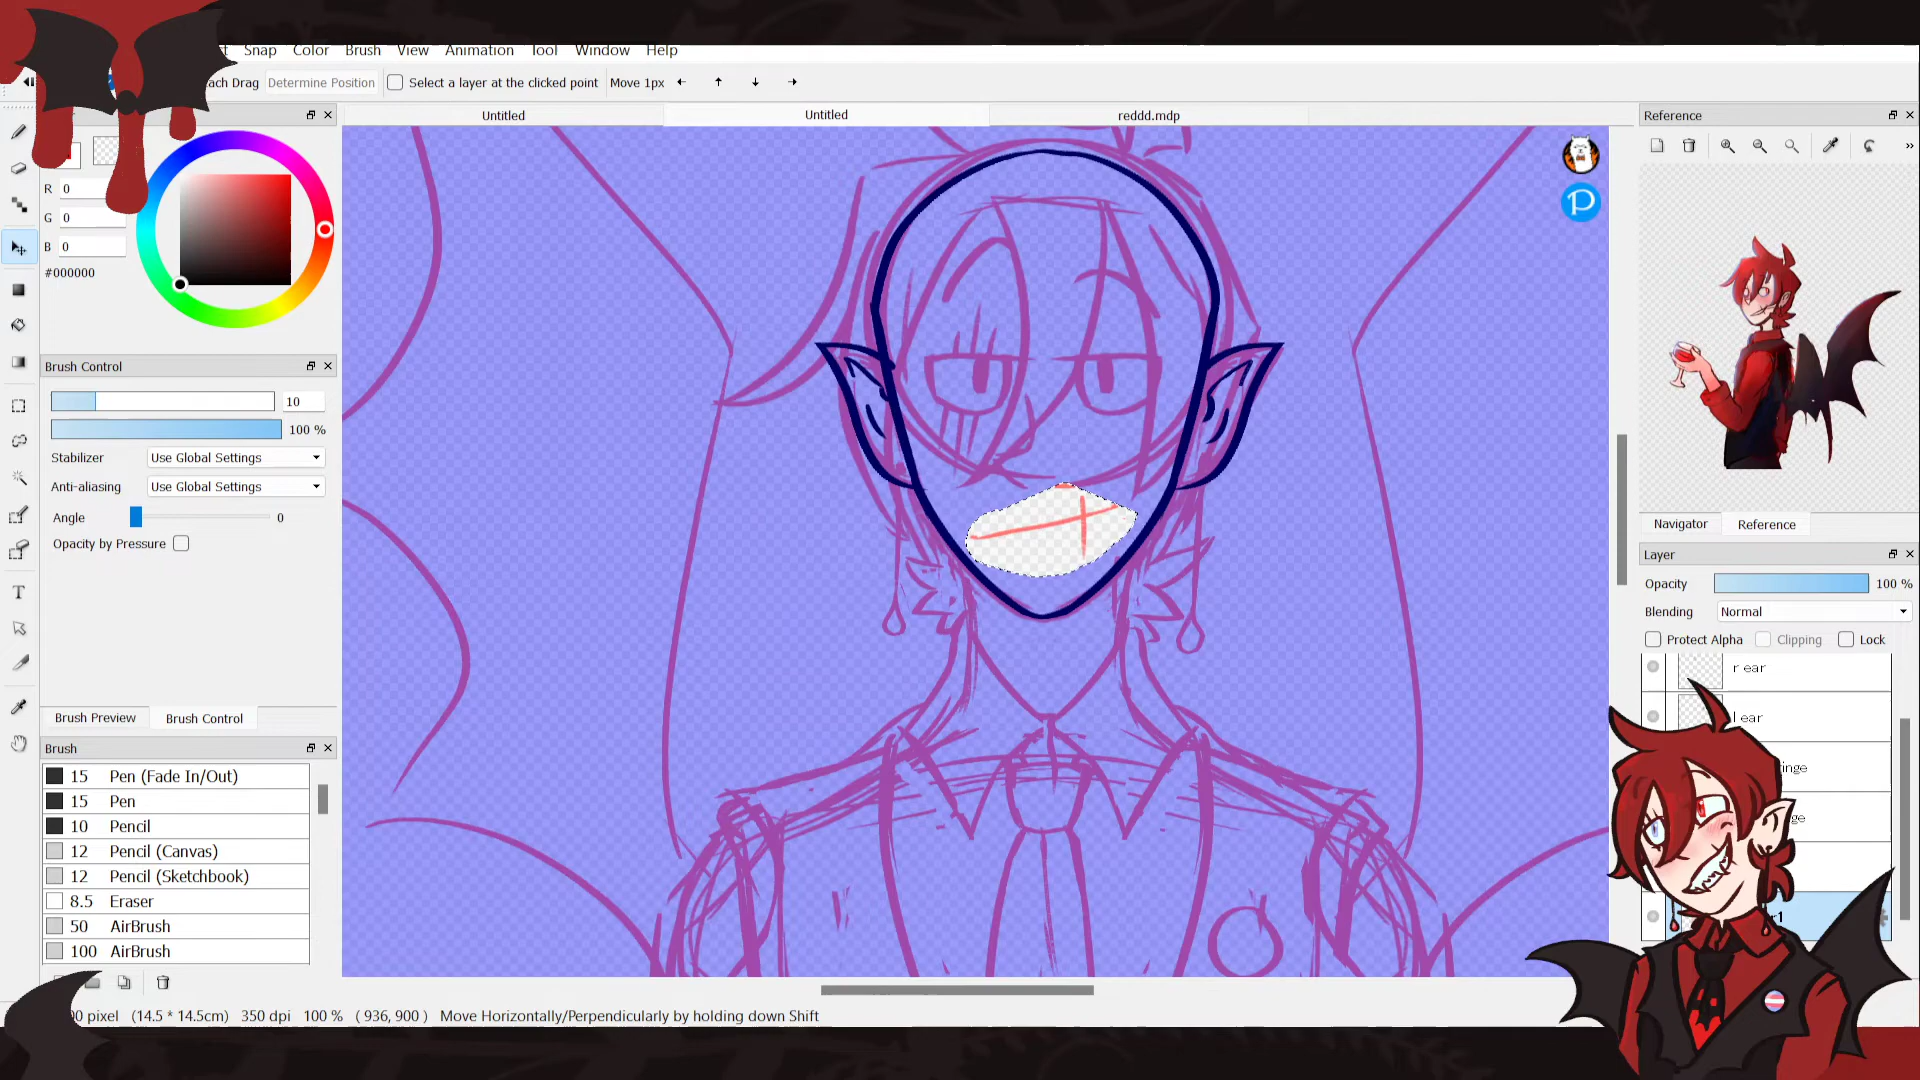 Snap Color Brush View Animation Tool Window Help
ach Drag Determine Position Select a layer at the clicked point Move 1px
Untitled Untitled reddd.mdp
Reference
R 0
G 0
B 0
#000000
Brush Control
10
100 %
Stabilizer Use Global Settings
Anti-aliasing Use Global Settings
Angle 0
Opacity by Pressure
Brush Preview Brush Control
Brush
15 Pen (Fade In/Out)
15 Pen
10 Pencil
12 Pencil (Canvas)
12 Pencil (Sketchbook)
8.5 Eraser
50 AirBrush
100 AirBrush
P
Navigator Reference
Layer
Opacity 100 %
Blending Normal
Protect Alpha Clipping Lock
r ear
l ear
pixel (14.5 * 14.5cm) 350 dpi 100 % ( 936, 900 ) Move Horizontally/Perpendicularly by holding down Shift